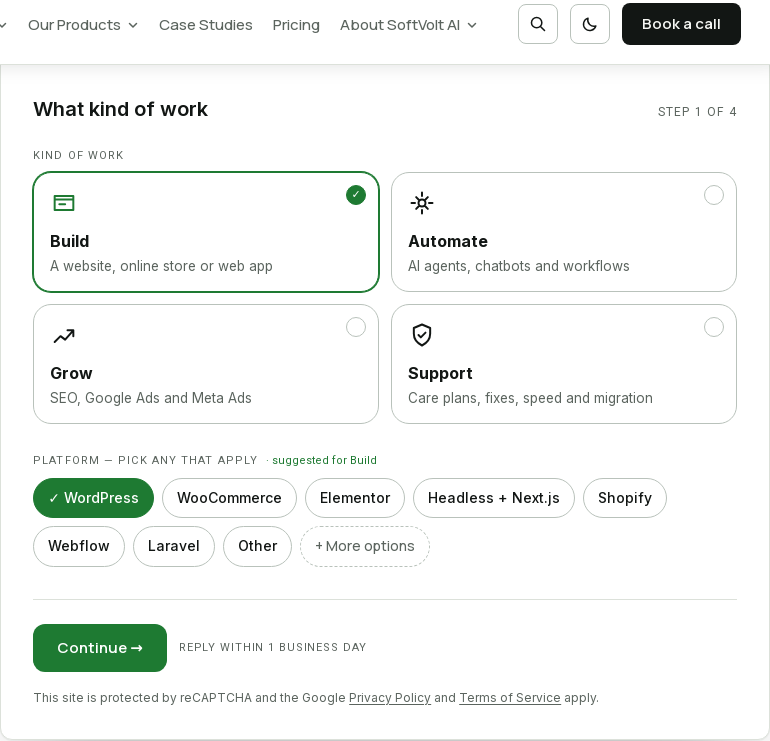 Our Products Case Studies Pricing About SoftVolt AI Book a call
What kind of work STEP 1 OF 4
KIND OF WORK
Build
A website, online store or web app
Automate
AI agents, chatbots and workflows
Grow
SEO, Google Ads and Meta Ads
Support
Care plans, fixes, speed and migration
PLATFORM — PICK ANY THAT APPLY · suggested for Build
✓ WordPress WooCommerce Elementor Headless + Next.js Shopify
Webflow Laravel Other + More options
Continue → REPLY WITHIN 1 BUSINESS DAY
This site is protected by reCAPTCHA and the Google Privacy Policy and Terms of Service apply.